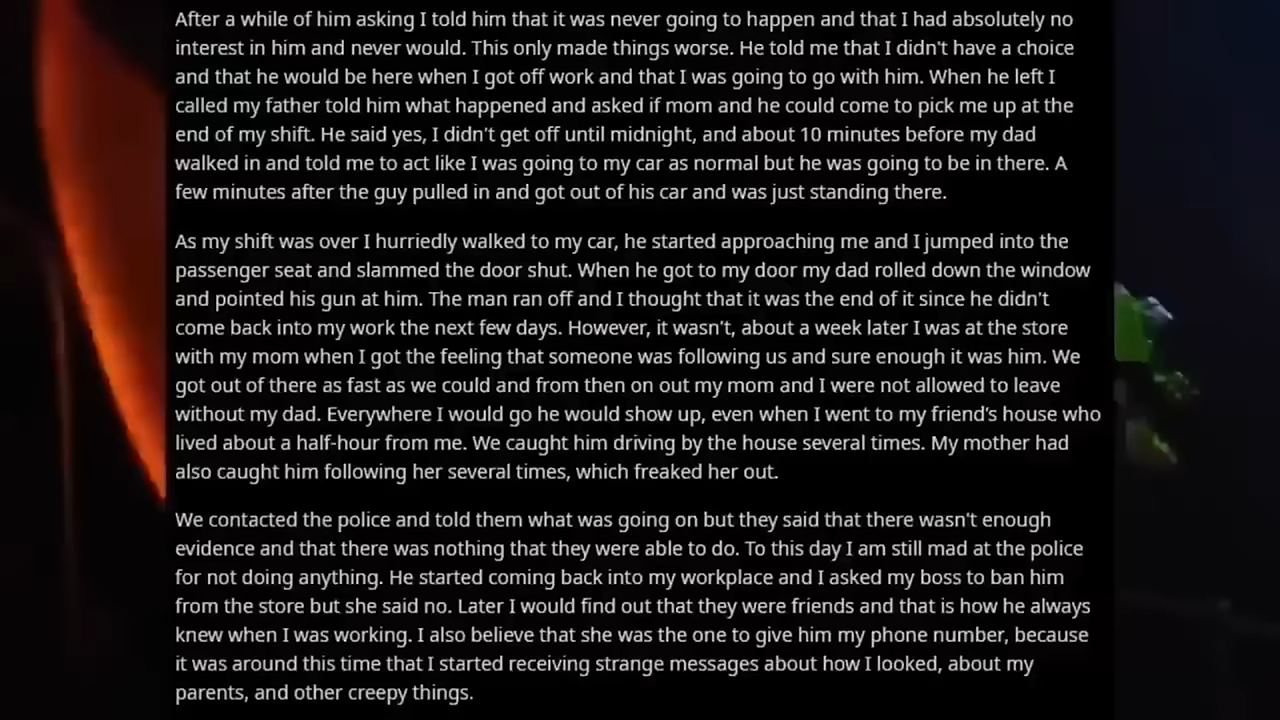 After a while of him asking I told him that it was never going to happen and that I had absolutely no
interest in him and never would. This only made things worse. He told me that I didn't have a choice
and that he would be here when I got off work and that I was going to go with him. When he left I
called my father told him what happened and asked if mom and he could come to pick me up at the
end of my shift. He said yes, I didn't get off until midnight, and about 10 minutes before my dad
walked in and told me to act like I was going to my car as normal but he was going to be in there. A
few minutes after the guy pulled in and got out of his car and was just standing there.
As my shift was over I hurriedly walked to my car, he started approaching me and I jumped into the
passenger seat and slammed the door shut. When he got to my door my dad rolled down the window
and pointed his gun at him. The man ran off and I thought that it was the end of it since he didn't
come back into my work the next few days. However, it wasn't, about a week later I was at the store
with my mom when I got the feeling that someone was following us and sure enough it was him. We
got out of there as fast as we could and from then on out my mom and I were not allowed to leave
without my dad. Everywhere I would go he would show up, even when I went to my friend's house who
lived about a half-hour from me. We caught him driving by the house several times. My mother had
also caught him following her several times, which freaked her out.
We contacted the police and told them what was going on but they said that there wasn't enough
evidence and that there was nothing that they were able to do. To this day I am still mad at the police
for not doing anything. He started coming back into my workplace and I asked my boss to ban him
from the store but she said no. Later I would find out that they were friends and that is how he always
knew when I was working. I also believe that she was the one to give him my phone number, because
it was around this time that I started receiving strange messages about how I looked, about my
parents, and other creepy things.